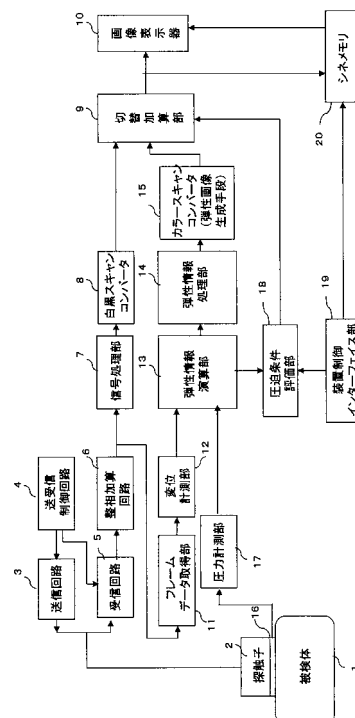 10
画像表示器
9
切替加算部
シネメモリ
20
15
カラースキャン
コンバータ
(弾性画像
生成手段)
8
白黒スキャン
コンバータ
14
弾性情報
処理部
18
圧迫条件
評価部
19
装置制御
インターフェイス部
7
信号処理部
13
弾性情報
演算部
4
送受信
制御回路
6
整相加算
回路
12
変位
計測部
3
送信回路
5
受信回路
フレーム
データ取得部
11
圧力計測部
17
2
探触子
16
被検体
1